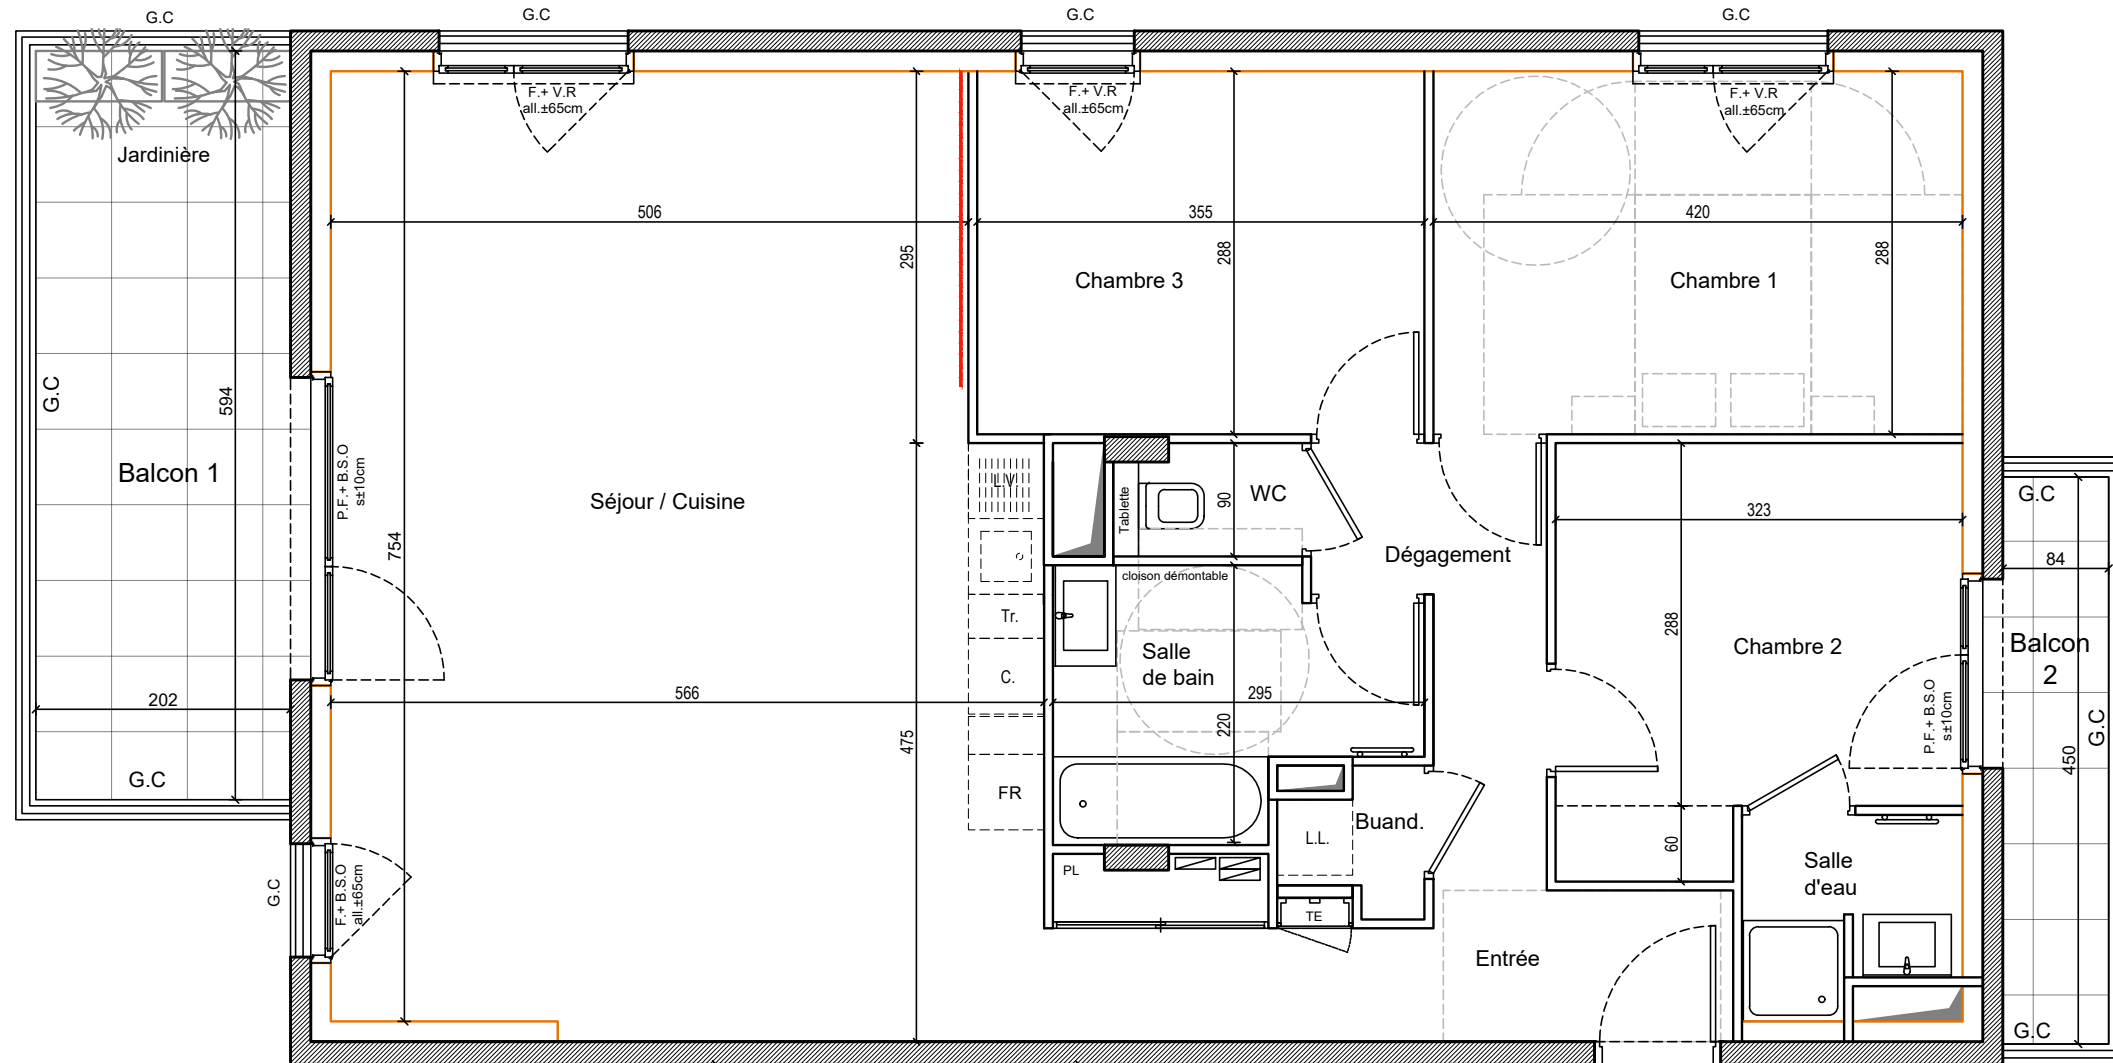 G.C
G.C
G.C
G.C
F.+ V.R
all.±65cm
F.+ V.R
all.±65cm
F.+ V.R
all.±65cm
Jardinière
506
355
420
295
288
288
Chambre 3
Chambre 1
G.C
594
Balcon 1
P.F.+ B.S.O
s±10cm
754
Séjour / Cuisine
L.V.
Tablette
90
WC
Dégagement
323
G.C
84
cloison démontable
Tr.
C.
Salle
de bain
288
Chambre 2
Balcon
2
202
566
295
220
475
P.F.+ B.S.O
s±10cm
G.C
450
G.C
FR
Buand.
L.L.
60
PL
G.C
F.+ B.S.O
all.±65cm
Salle
d'eau
TE
Entrée
G.C